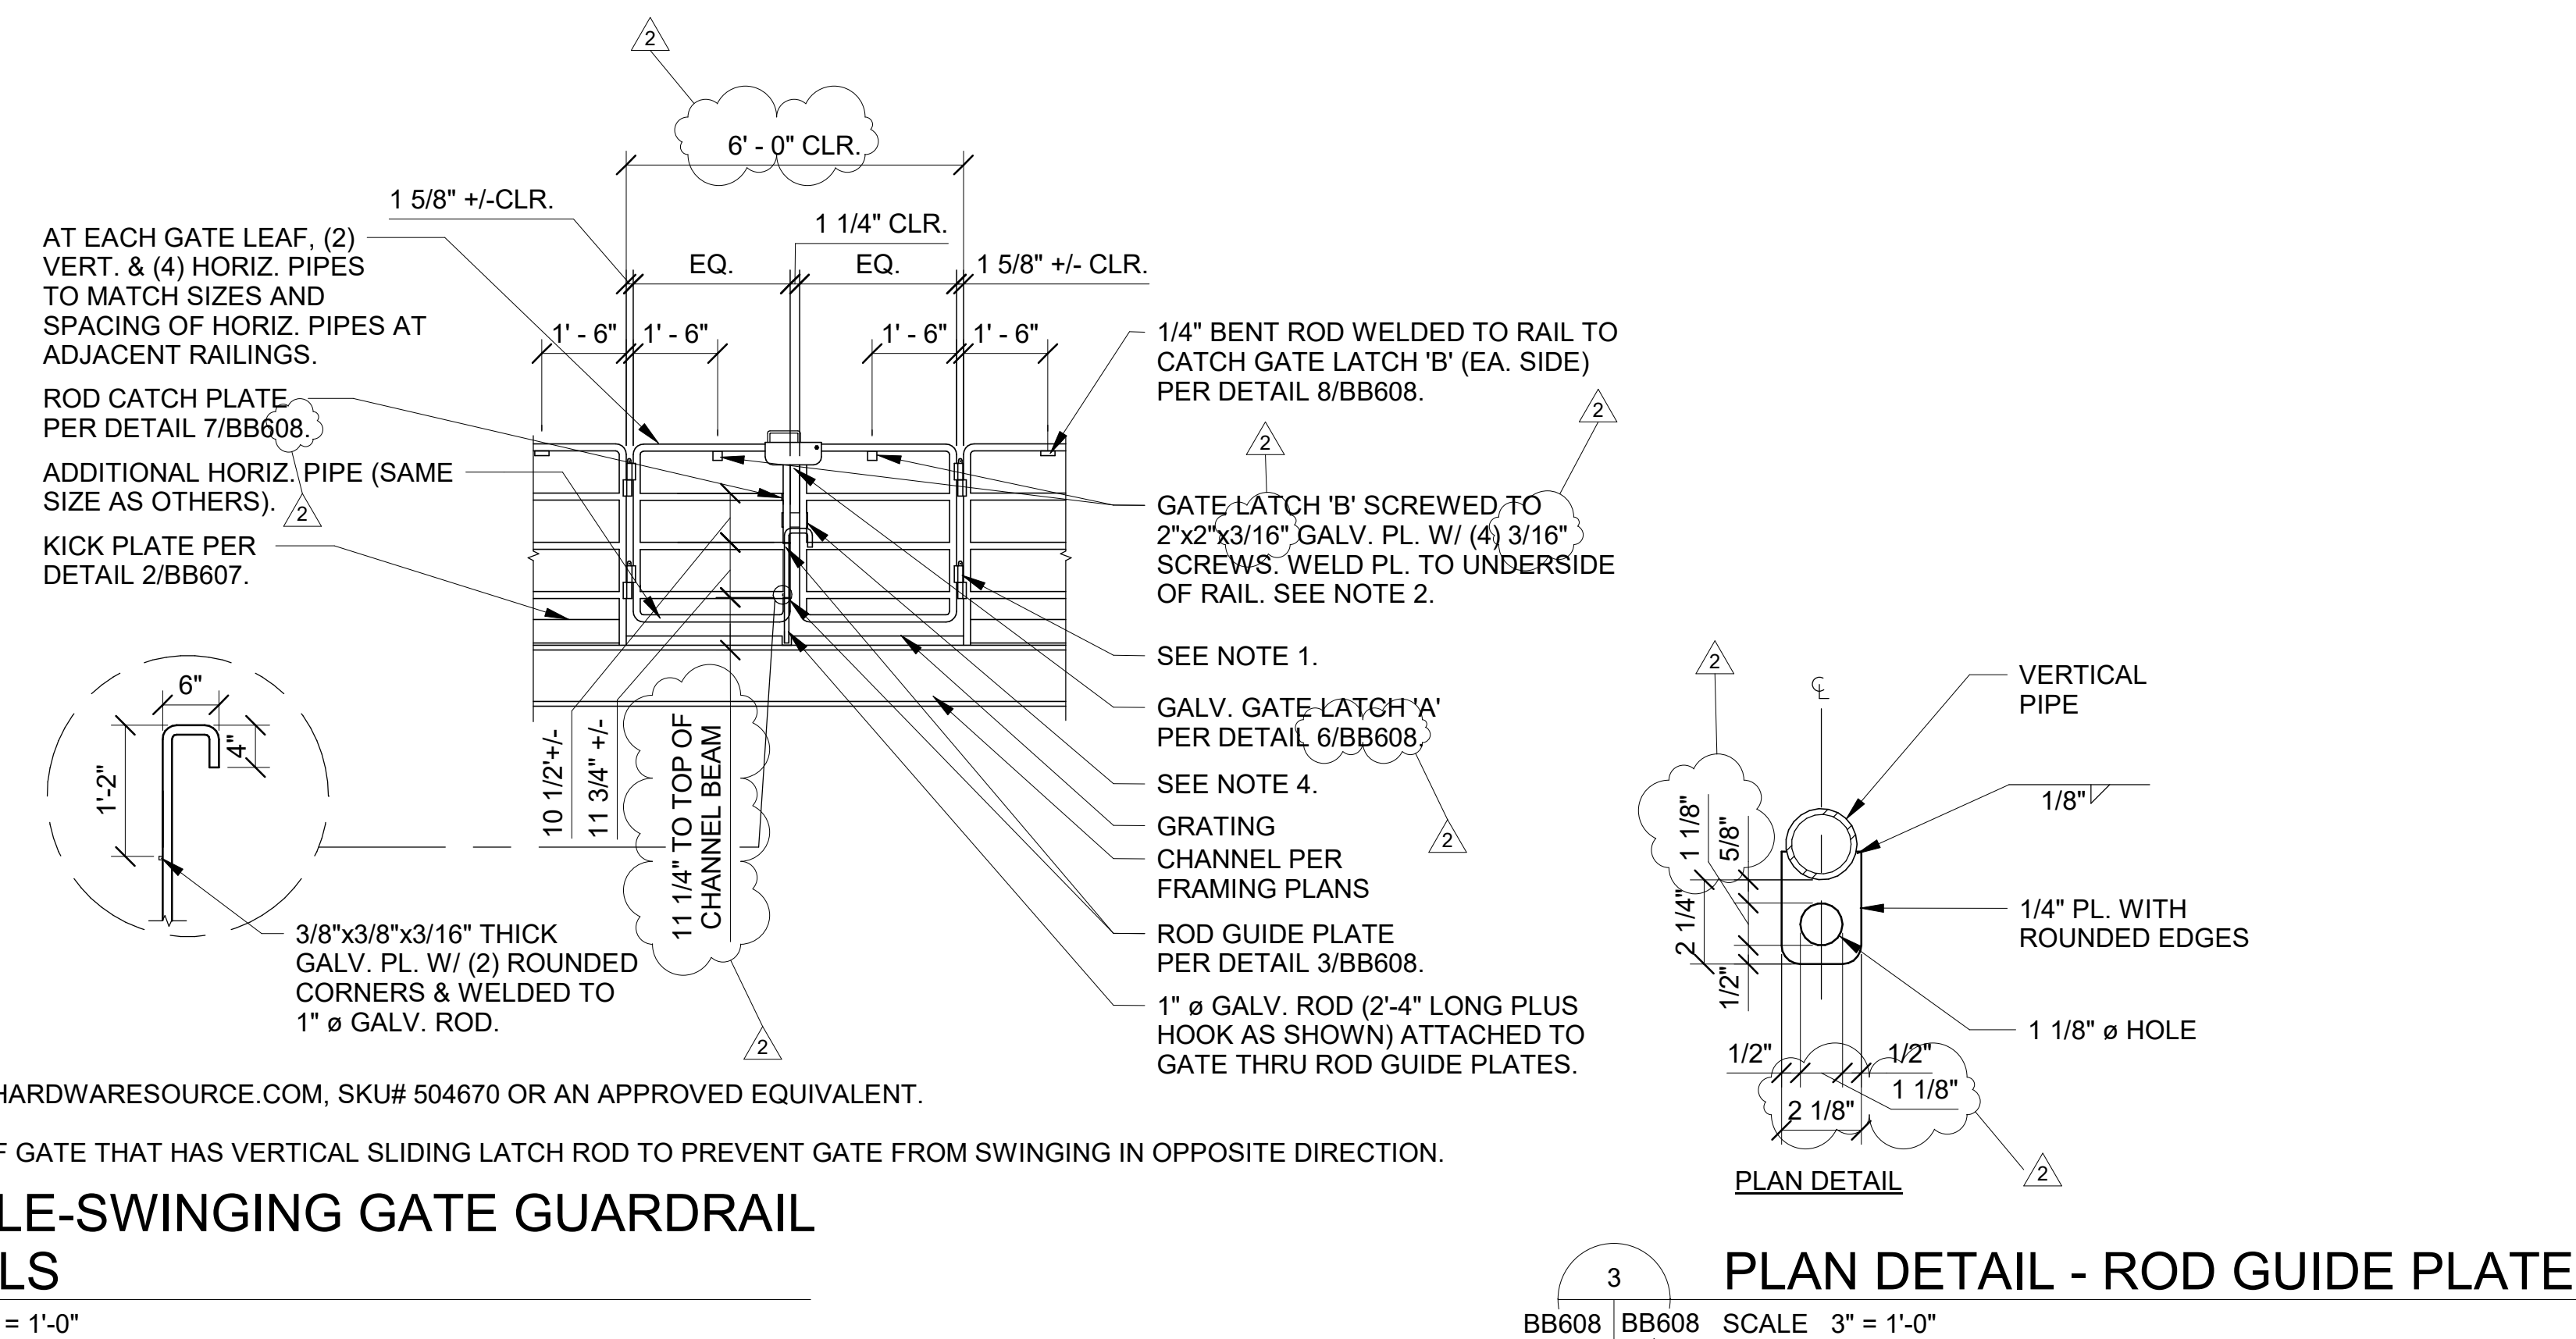 2
6' - 0" CLR.
1 5/8" +/-CLR.
1 1/4" CLR.
EQ.
EQ.
1 5/8" +/- CLR.
1' - 6"
1' - 6"
1' - 6"
1' - 6"
AT EACH GATE LEAF, (2)
VERT. & (4) HORIZ. PIPES
TO MATCH SIZES AND
SPACING OF HORIZ. PIPES AT
ADJACENT RAILINGS.
ROD CATCH PLATE
PER DETAIL 7/BB608.
ADDITIONAL HORIZ. PIPE (SAME
SIZE AS OTHERS).
2
KICK PLATE PER
DETAIL 2/BB607.
6"
4"
1'-2"
3/8"x3/8"x3/16" THICK
GALV. PL. W/ (2) ROUNDED
CORNERS & WELDED TO
1" ø GALV. ROD.
10 1/2'+/-
11 3/4" +/-
11 1/4" TO TOP OF
CHANNEL BEAM
2
1/4" BENT ROD WELDED TO RAIL TO
CATCH GATE LATCH 'B' (EA. SIDE)
PER DETAIL 8/BB608.
2
2
GATE LATCH 'B' SCREWED TO
2"x2"x3/16" GALV. PL. W/ (4) 3/16"
SCREWS. WELD PL. TO UNDERSIDE
OF RAIL. SEE NOTE 2.
SEE NOTE 1.
GALV. GATE LATCH 'A'
PER DETAIL 6/BB608.
SEE NOTE 4.
2
GRATING
CHANNEL PER
FRAMING PLANS
ROD GUIDE PLATE
PER DETAIL 3/BB608.
1" ø GALV. ROD (2'-4" LONG PLUS
HOOK AS SHOWN) ATTACHED TO
GATE THRU ROD GUIDE PLATES.
HARDWARESOURCE.COM, SKU# 504670 OR AN APPROVED EQUIVALENT.
F GATE THAT HAS VERTICAL SLIDING LATCH ROD TO PREVENT GATE FROM SWINGING IN OPPOSITE DIRECTION.
LE-SWINGING GATE GUARDRAIL
LS
= 1'-0"
2
℄
VERTICAL
PIPE
1/8"
1 1/8"
5/8"
2 1/4"
1/2"
1/4" PL. WITH
ROUNDED EDGES
1 1/8" ø HOLE
1/2"
1/2"
1 1/8"
2 1/8"
2
PLAN DETAIL
3
BB608
BB608
PLAN DETAIL - ROD GUIDE PLATE
SCALE 3" = 1'-0"